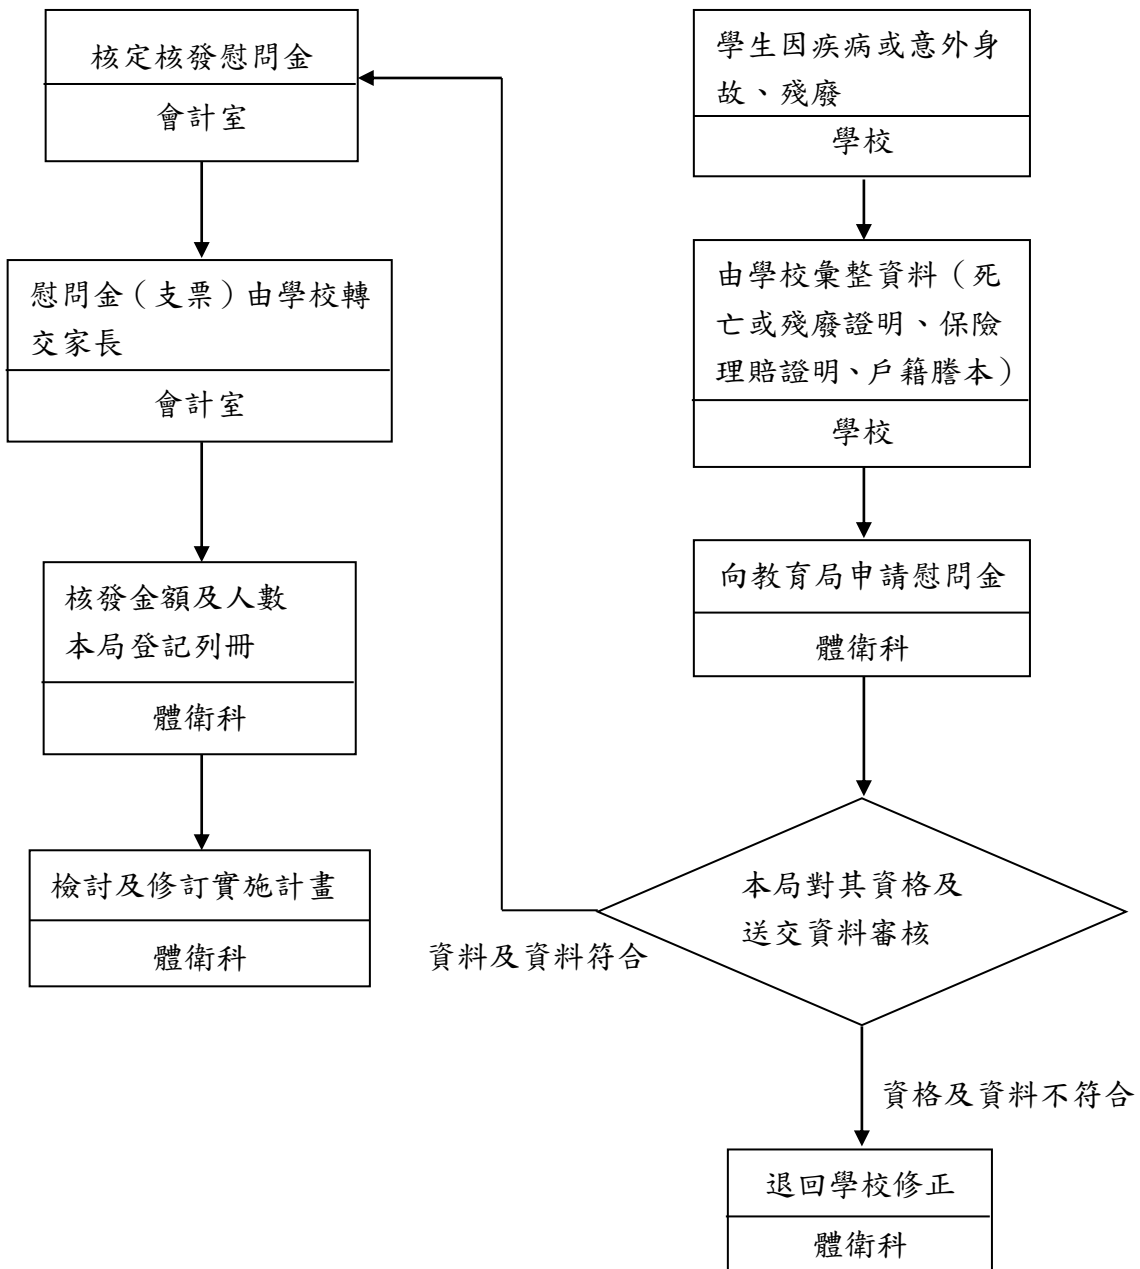 核定核發慰問金
會計室
慰問金（支票）由學校轉
交家長
會計室
核發金額及人數
本局登記列冊
體衛科
檢討及修訂實施計畫
體衛科
學生因疾病或意外身
故、殘廢
學校
由學校彙整資料（死
亡或殘廢證明、保險
理賠證明、戶籍謄本）
學校
向教育局申請慰問金
體衛科
本局對其資格及
送交資料審核
資料及資料符合
資格及資料不符合
退回學校修正
體衛科